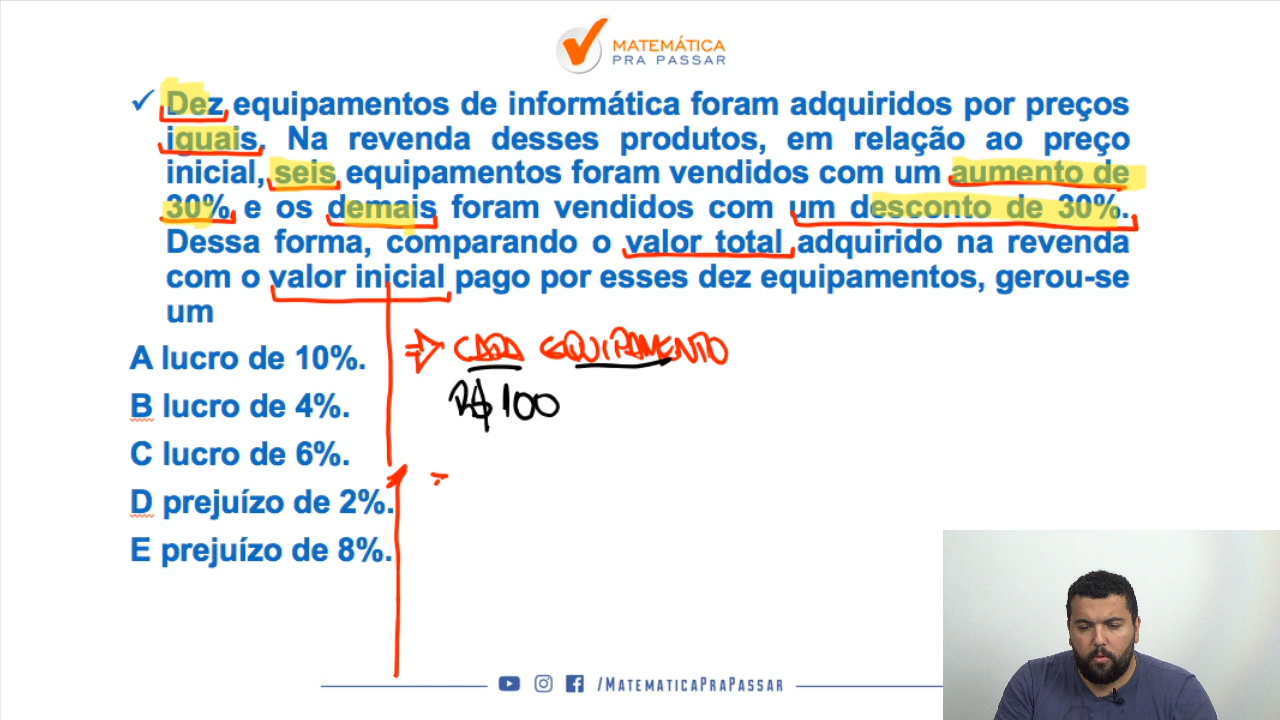 MATEMÁTICA
PRA PASSAR
✓ Dez equipamentos de informática foram adquiridos por preços
iguais. Na revenda desses produtos, em relação ao preço
inicial, seis equipamentos foram vendidos com um aumento de
30% e os demais foram vendidos com um desconto de 30%.
Dessa forma, comparando o valor total adquirido na revenda
com o valor inicial pago por esses dez equipamentos, gerou-se
um
A lucro de 10%.
B lucro de 4%.
C lucro de 6%.
D prejuízo de 2%.
E prejuízo de 8%.
⇒ CADA EQUIPAMENTO
R$ 100
/MATEMATICAPRAPASSAR